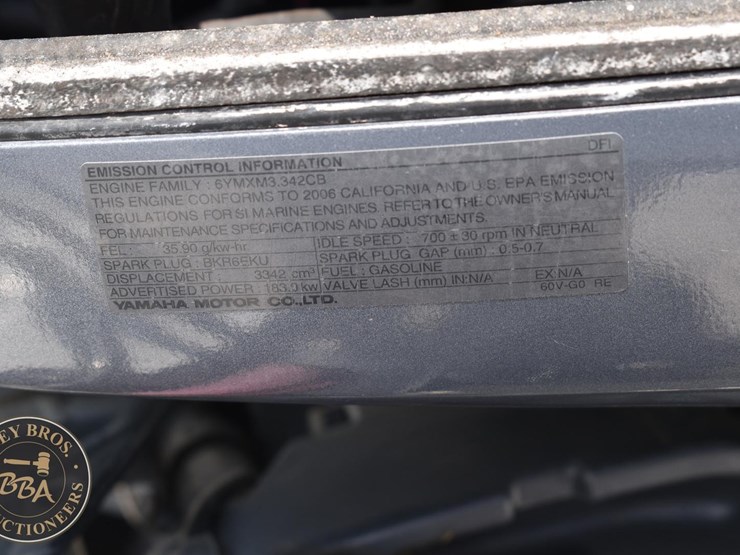 DFI
EMISSION CONTROL INFORMATION
ENGINE FAMILY : 6YMXM3.342CB
THIS ENGINE CONFORMS TO 2006 CALIFORNIA AND U.S. EPA EMISSION
REGULATIONS FOR SI MARINE ENGINES. REFER TO THE OWNER'S MANUAL
FOR MAINTENANCE SPECIFICATIONS AND ADJUSTMENTS.
FEL : 35.90 g/kw-hr IDLE SPEED : 700 ± 30 rpm IN NEUTRAL
SPARK PLUG : BKR6EKU SPARK PLUG GAP (mm) : 0.5-0.7
DISPLACEMENT : 3342 cm³ FUEL : GASOLINE
ADVERTISED POWER : 183.9 kw VALVE LASH (mm) IN:N/A EX:N/A
YAMAHA MOTOR CO.,LTD. 60V-G0 RE
EY BROS.
BBA
CTIONEERS